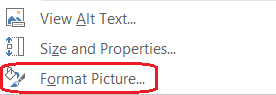 View Alt Text...
Size and Properties...
Format Picture...